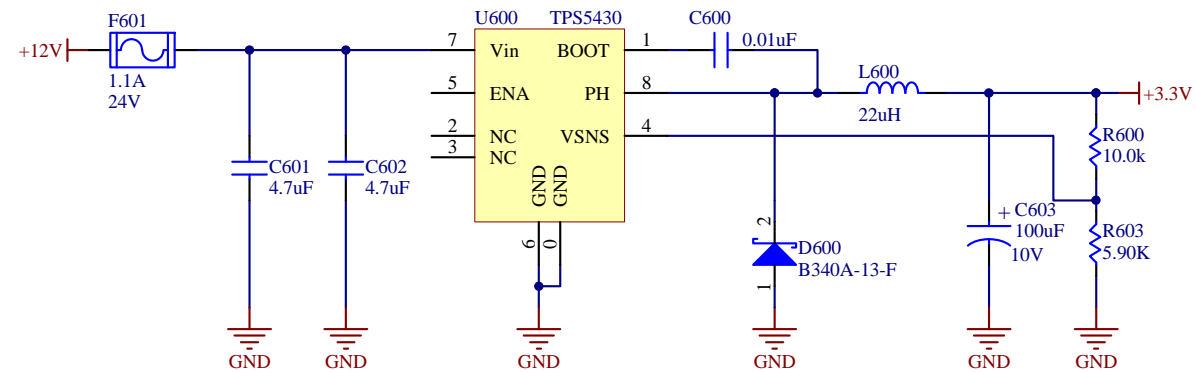 F601
+12V
1.1A
24V
C601
4.7uF
C602
4.7uF
GND
GND
U600
TPS5430
7
Vin
5
ENA
2
NC
3
NC
BOOT
1
PH
8
VSNS
4
GND
GND
6
0
GND
C600
0.01uF
L600
22uH
+3.3V
2
D600
B340A-13-F
1
GND
+
C603
100uF
10V
GND
R600
10.0k
R603
5.90K
GND